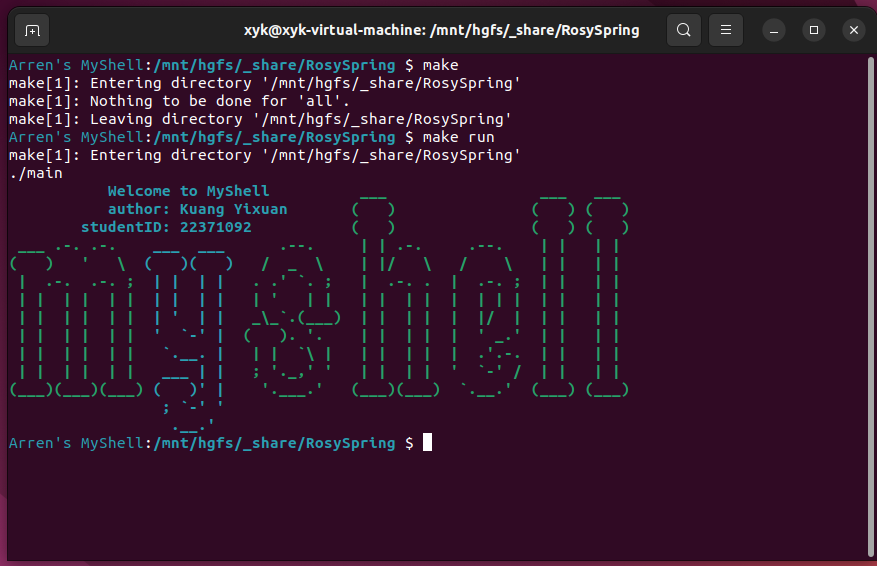 xyk@xyk-virtual-machine: /mnt/hgfs/_share/RosySpring
Arren's MyShell:/mnt/hgfs/_share/RosySpring $ make
make[1]: Entering directory '/mnt/hgfs/_share/RosySpring'
make[1]: Nothing to be done for 'all'.
make[1]: Leaving directory '/mnt/hgfs/_share/RosySpring'
Arren's MyShell:/mnt/hgfs/_share/RosySpring $ make run
make[1]: Entering directory '/mnt/hgfs/_share/RosySpring'
./main
Welcome to MyShell
author: Kuang Yixuan
studentID: 22371092
myshell
Arren's MyShell:/mnt/hgfs/_share/RosySpring $